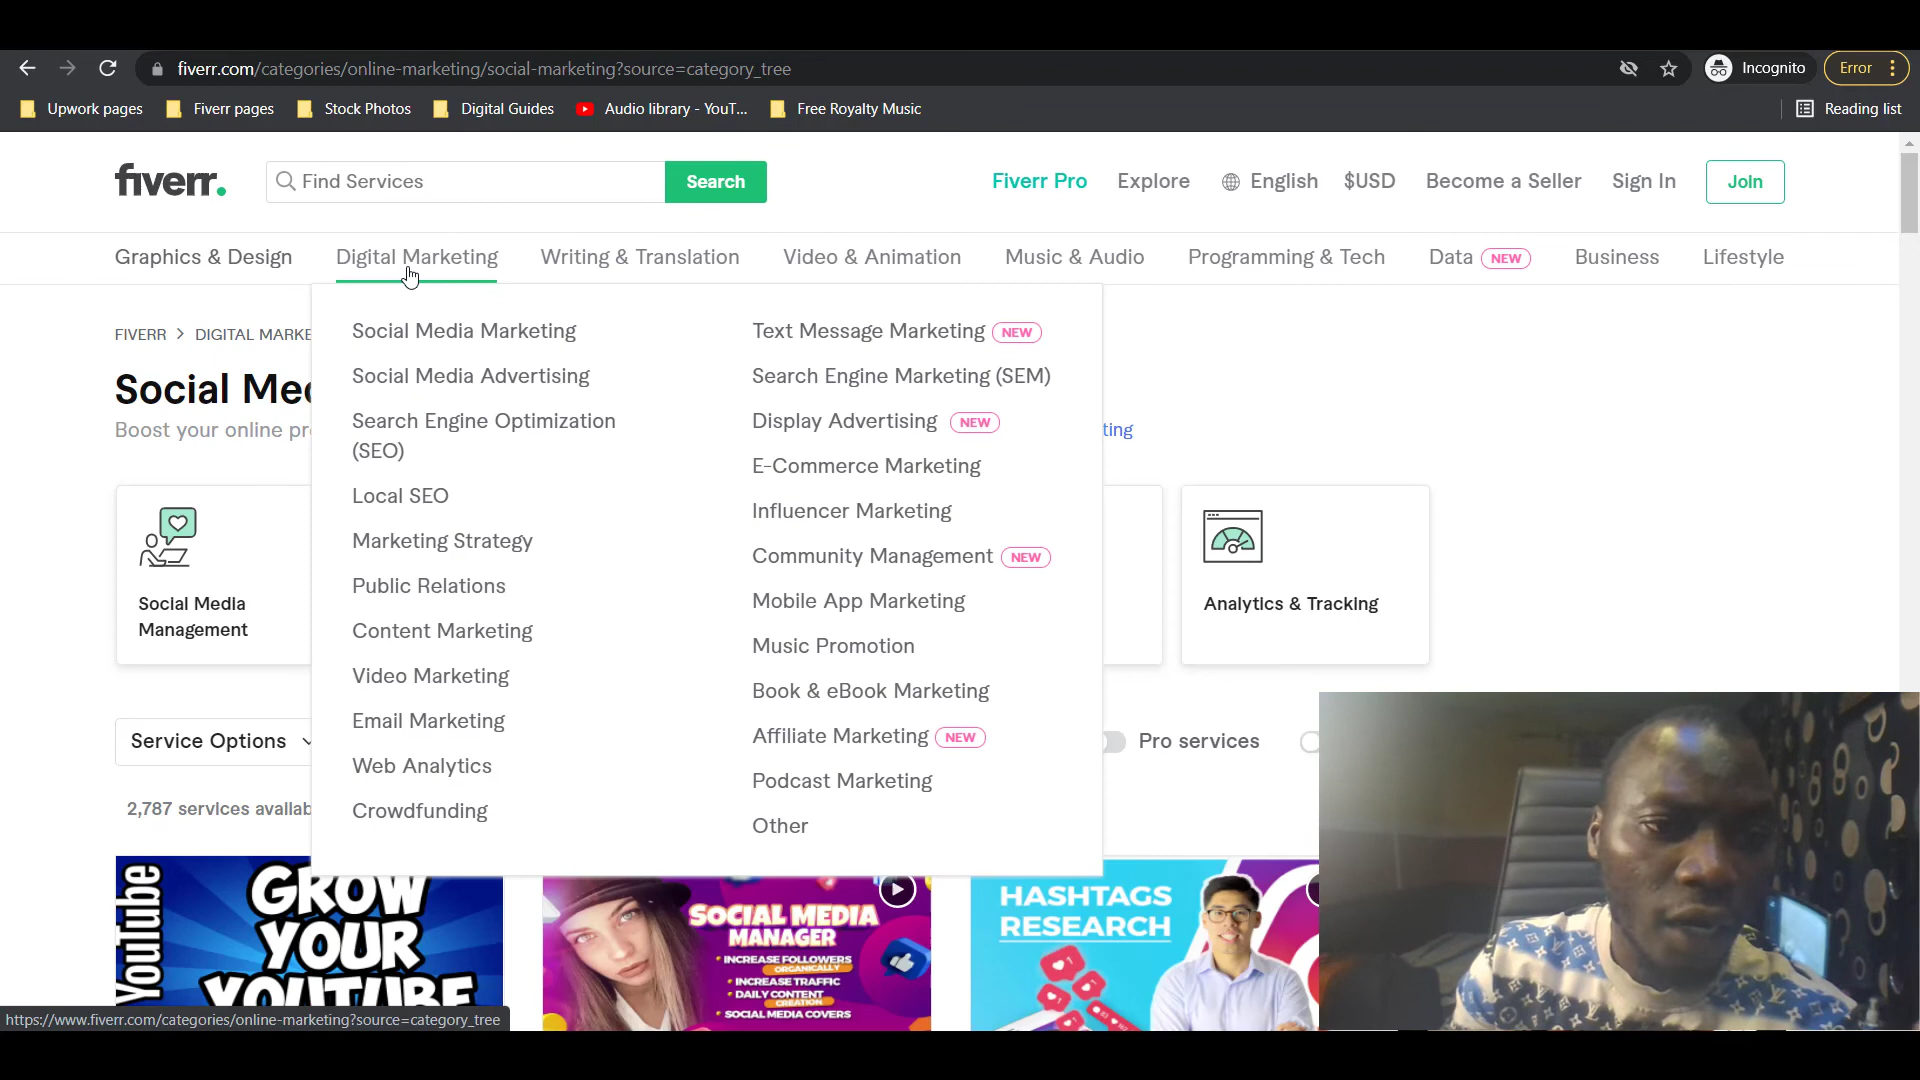 fiverr.com/categories/online-marketing/social-marketing?source=category_tree
Incognito
Error
Upwork pages
Fiverr pages
Stock Photos
Digital Guides
Audio library - YouT...
Free Royalty Music
Reading list
fiverr.
Find Services
Search
Fiverr Pro
Explore
English
$USD
Become a Seller
Sign In
Join
Graphics & Design
Digital Marketing
Writing & Translation
Video & Animation
Music & Audio
Programming & Tech
Data NEW
Business
Lifestyle
FIVERR > DIGITAL MARKE
Social Me
Boost your online pr
ting
Social Media Marketing
Social Media Advertising
Search Engine Optimization
(SEO)
Local SEO
Marketing Strategy
Public Relations
Content Marketing
Video Marketing
Email Marketing
Web Analytics
Crowdfunding
Text Message Marketing NEW
Search Engine Marketing (SEM)
Display Advertising NEW
E-Commerce Marketing
Influencer Marketing
Community Management NEW
Mobile App Marketing
Music Promotion
Book & eBook Marketing
Affiliate Marketing NEW
Podcast Marketing
Other
Social Media
Management
Analytics & Tracking
Service Options
Pro services
2,787 services availab
YouTube
GROW
YOUR
YOUTUBE
SOCIAL MEDIA
MANAGER
• INCREASE FOLLOWERS
ORGANICALLY
• INCREASE TRAFFIC
• DAILY CONTENT
CREATION
• SOCIAL MEDIA COVERS
HASHTAGS
RESEARCH
https://www.fiverr.com/categories/online-marketing?source=category_tree